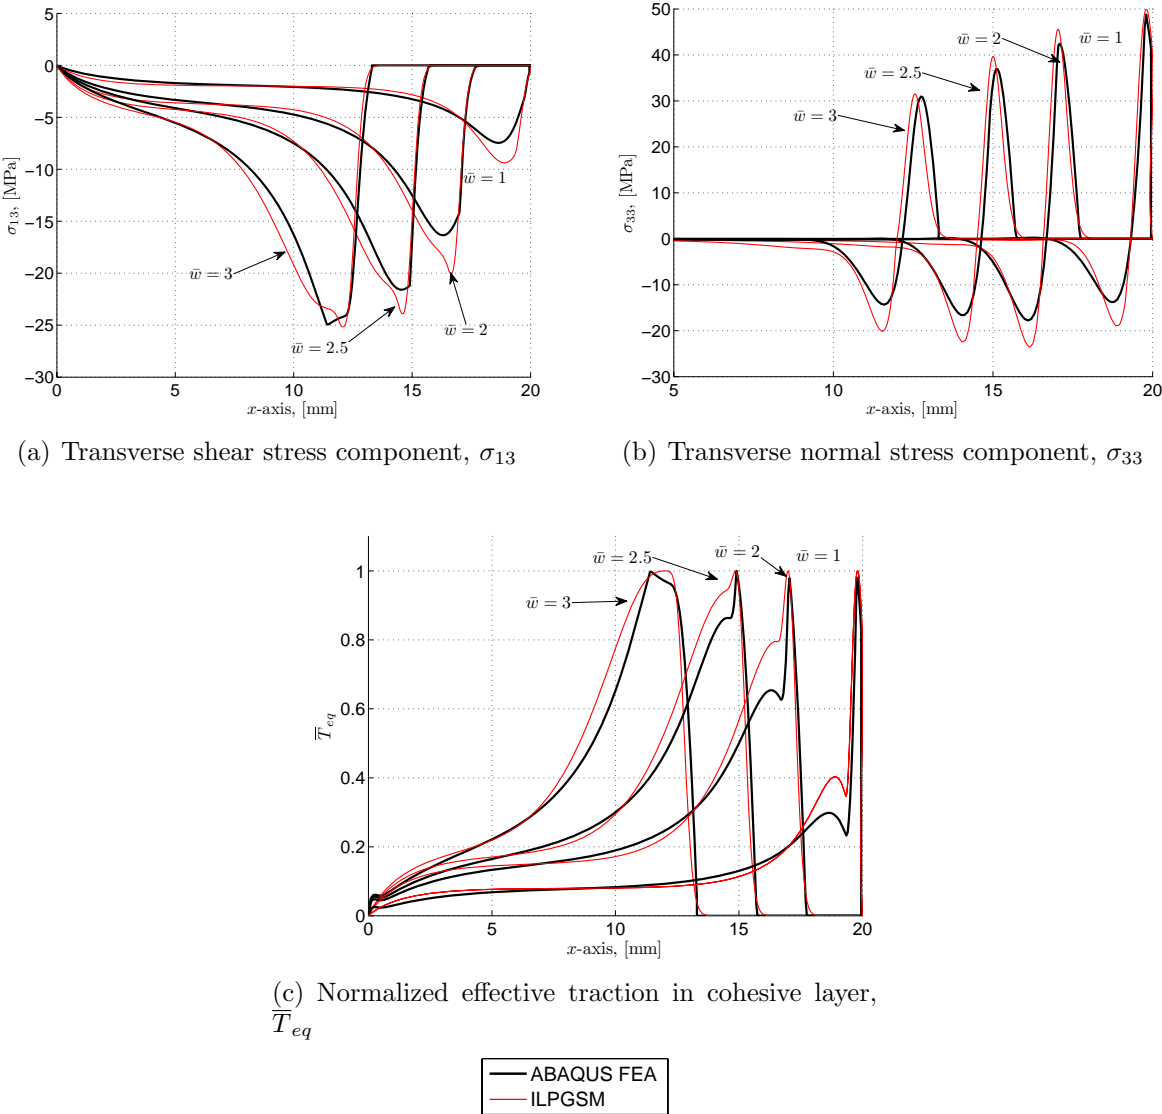 5
0
−5
−10
−15
−20
−25
−30
σ13, [MPa]
0 5 10 15 20
x-axis, [mm]
w̄ = 1
w̄ = 3
w̄ = 2
w̄ = 2.5
(a) Transverse shear stress component, σ13
50
40
30
20
10
0
−10
−20
−30
σ33, [MPa]
5 10 15 20
x-axis, [mm]
w̄ = 2
w̄ = 1
w̄ = 2.5
w̄ = 3
(b) Transverse normal stress component, σ33
1
0.8
0.6
0.4
0.2
0
T̅eq
0 5 10 15 20
x-axis, [mm]
w̄ = 2.5
w̄ = 2
w̄ = 1
w̄ = 3
(c) Normalized effective traction in cohesive layer,
T̅eq
ABAQUS FEA
ILPGSM